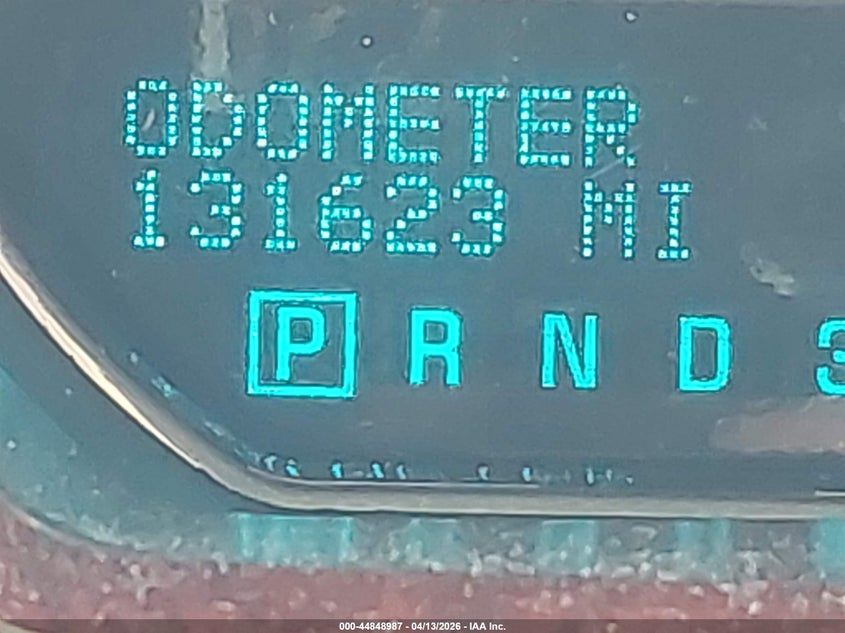 ODOMETER
131623 MI
P R N D 3
000-44848987 - 04/13/2026 - IAA Inc.